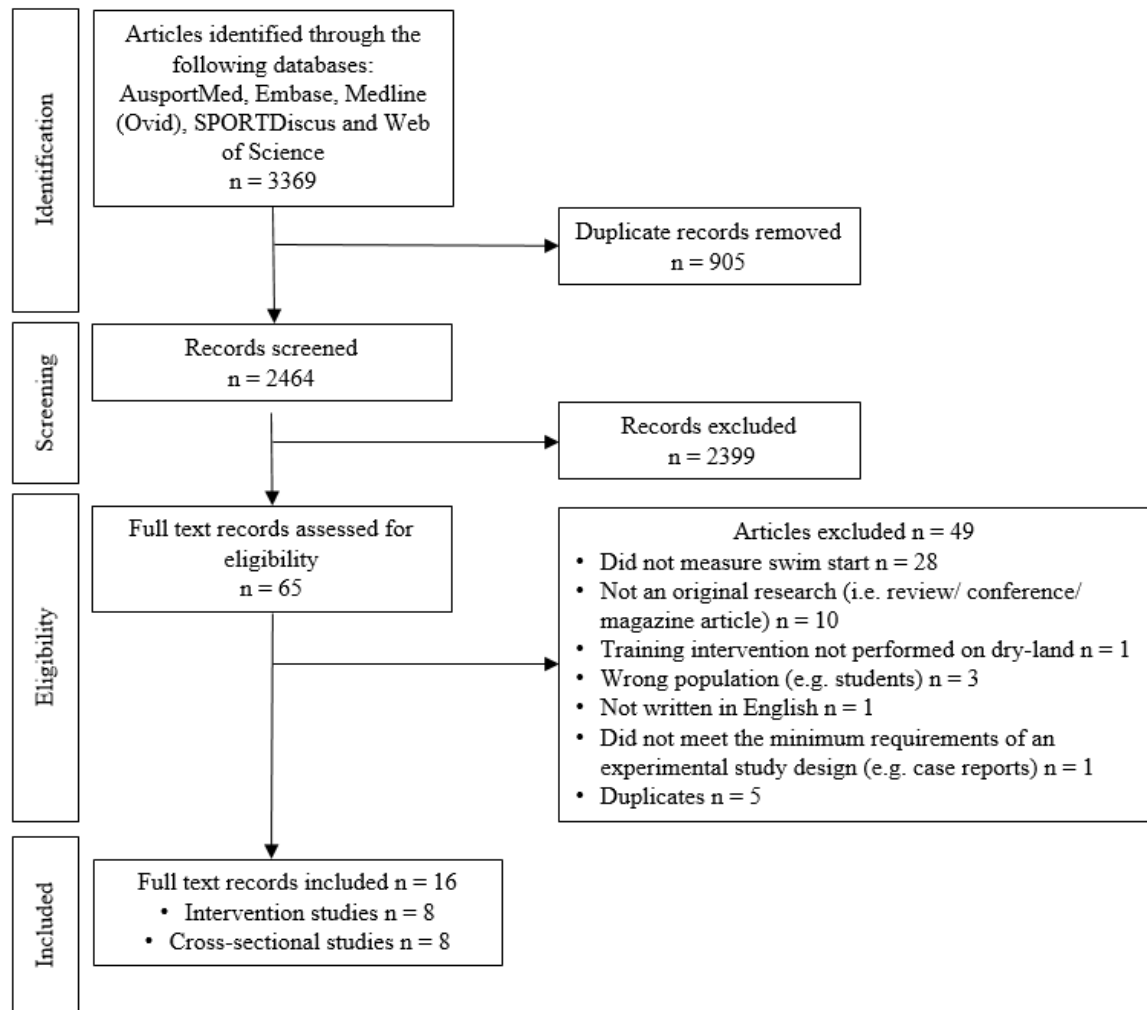 Identification
Articles identified through the
following databases:
AusportMed, Embase, Medline
(Ovid), SPORTDiscus and Web
of Science
n = 3369
Duplicate records removed
n = 905
Screening
Records screened
n = 2464
Records excluded
n = 2399
Eligibility
Full text records assessed for
eligibility
n = 65
Articles excluded n = 49
• Did not measure swim start n = 28
• Not an original research (i.e. review/ conference/
magazine article) n = 10
• Training intervention not performed on dry-land n = 1
• Wrong population (e.g. students) n = 3
• Not written in English n = 1
• Did not meet the minimum requirements of an
experimental study design (e.g. case reports) n = 1
• Duplicates n = 5
Included
Full text records included n = 16
• Intervention studies n = 8
• Cross-sectional studies n = 8